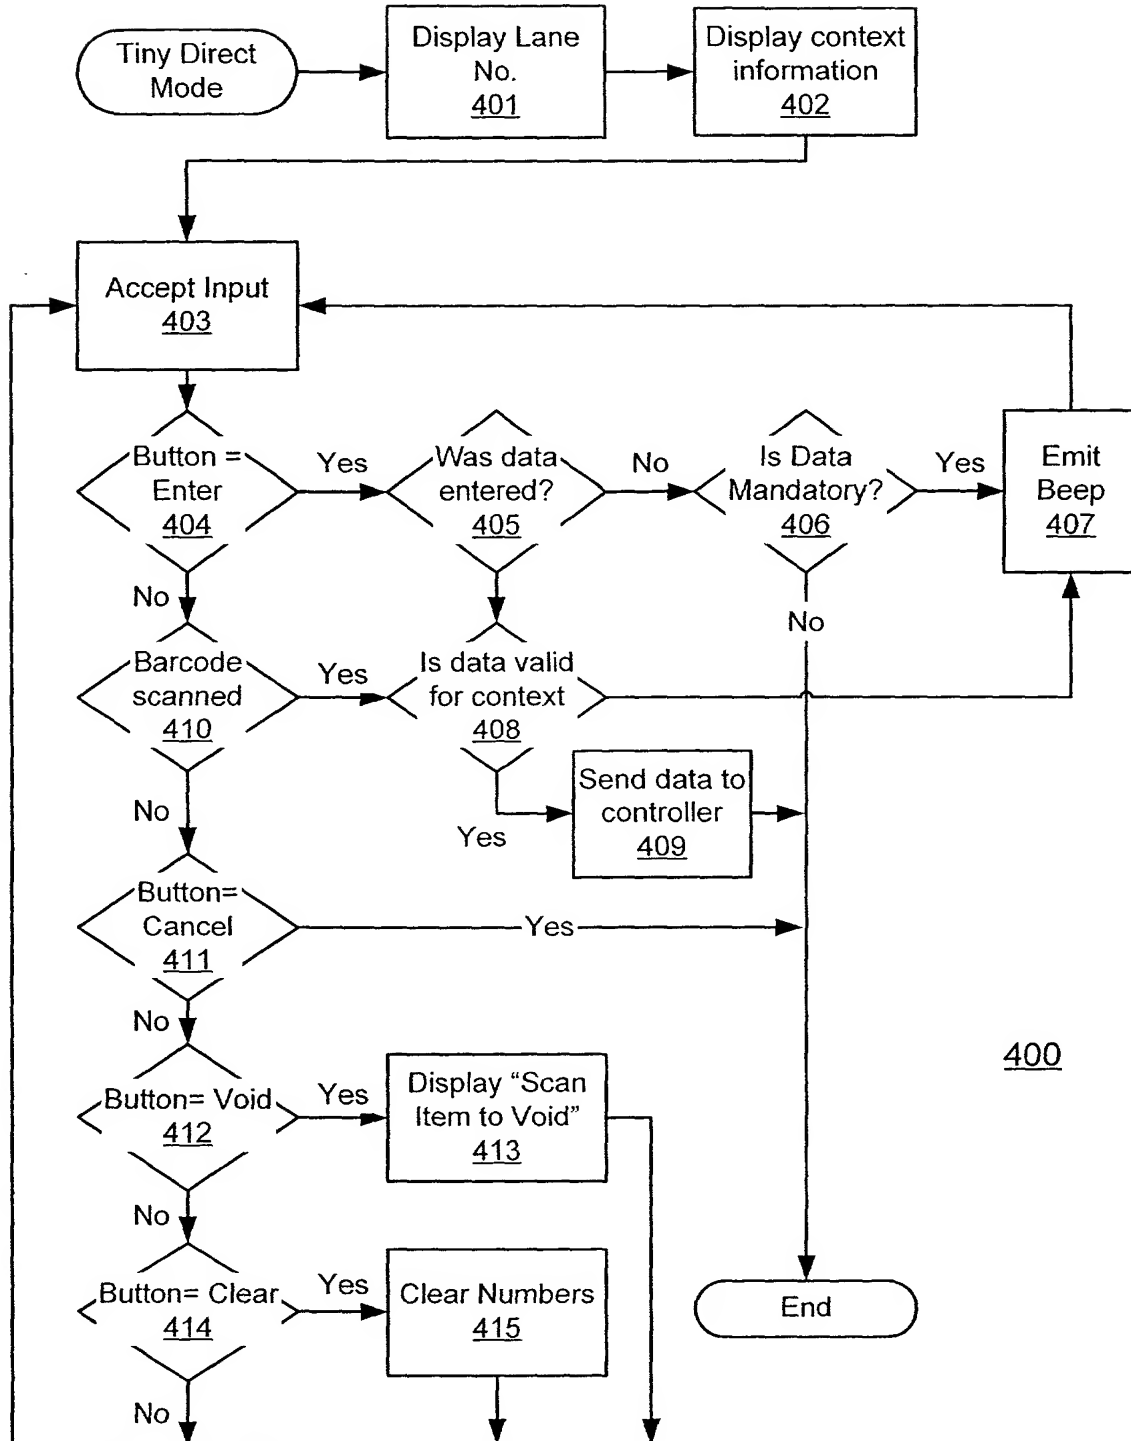 Tiny Direct
Mode
Display Lane
No.
401
Display context
information
402
Accept Input
403
Button =
Enter
404
Yes
Was data
entered?
405
No
Is Data
Mandatory?
406
Yes
Emit
Beep
407
No
No
Barcode
scanned
410
Yes
Is data valid
for context
408
No
Yes
Send data to
controller
409
Button=
Cancel
411
Yes
No
Button= Void
412
Yes
Display “Scan
Item to Void”
413
400
No
Button= Clear
414
Yes
Clear Numbers
415
End
No